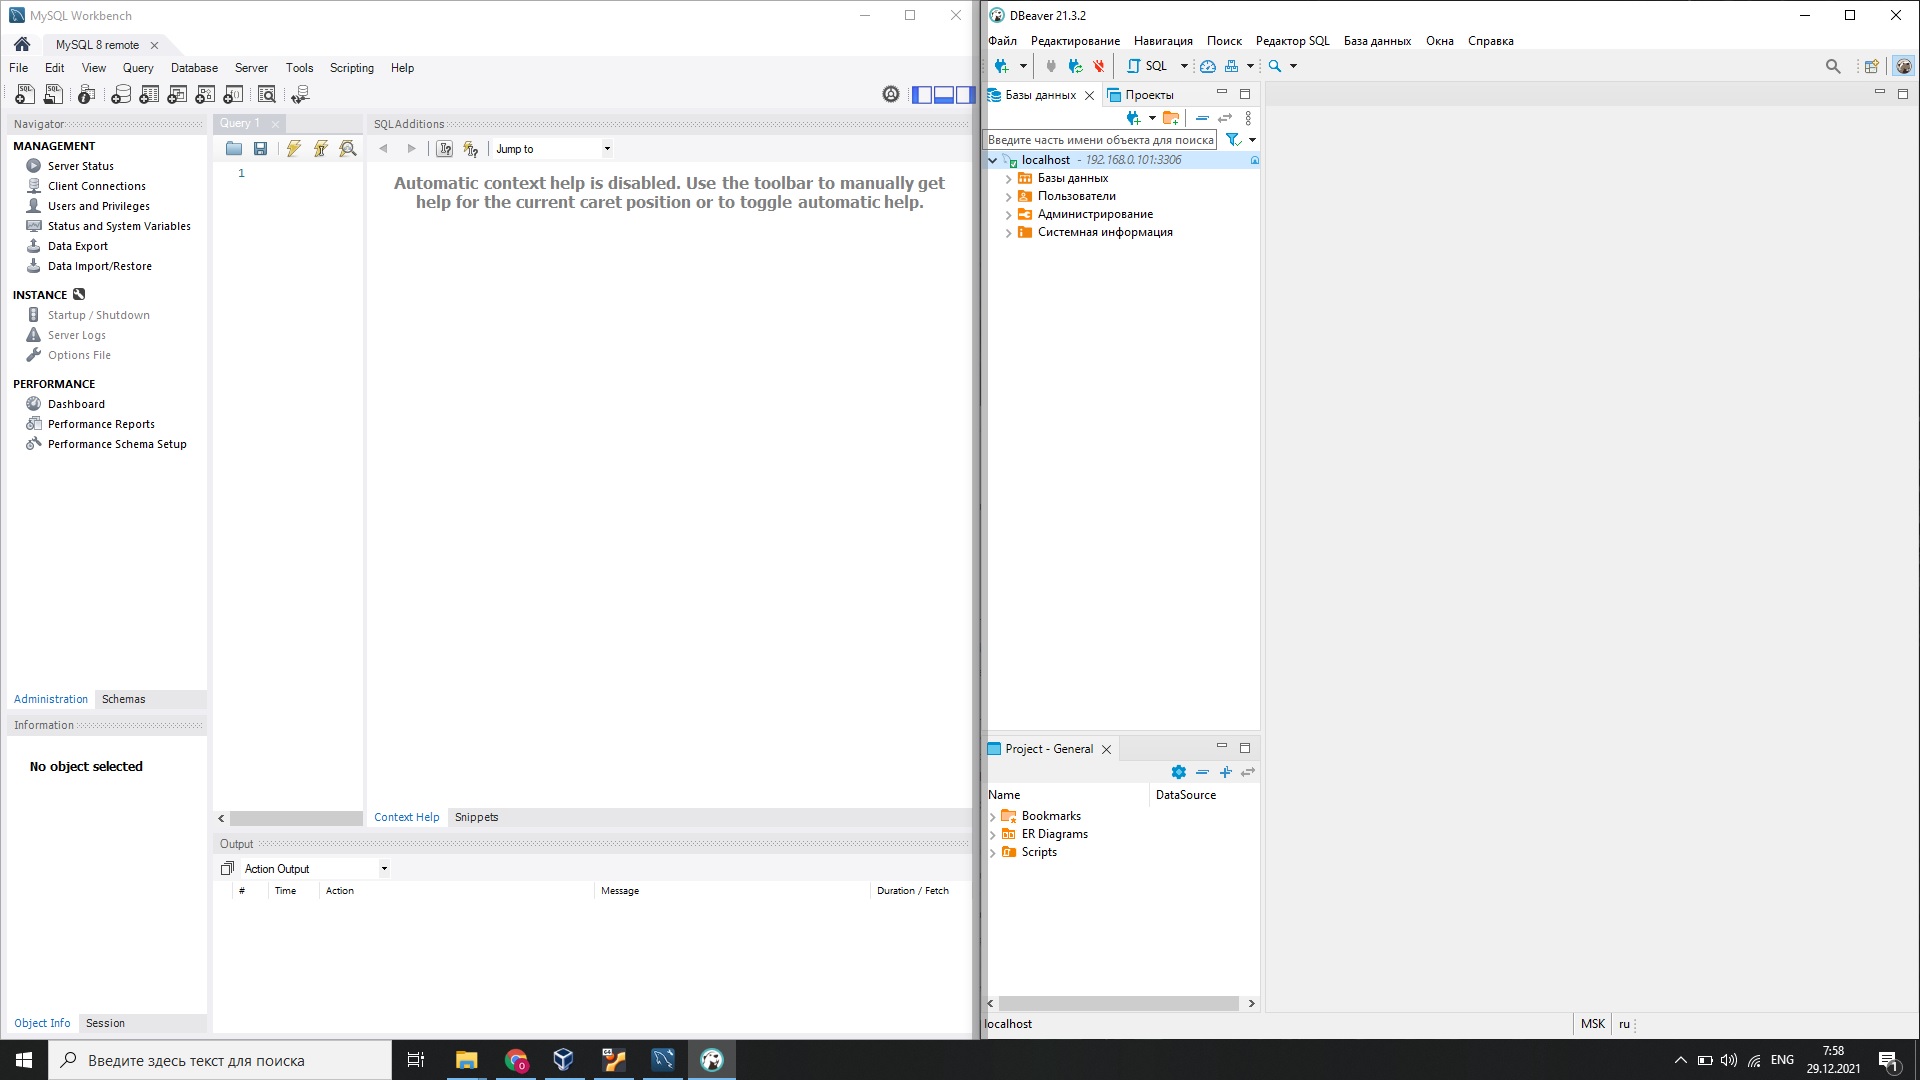 MySQL Workbench
MySQL 8 remote
File Edit View Query Database Server Tools Scripting Help
Navigator
MANAGEMENT
Server Status
Client Connections
Users and Privileges
Status and System Variables
Data Export
Data Import/Restore
INSTANCE
Startup / Shutdown
Server Logs
Options File
PERFORMANCE
Dashboard
Performance Reports
Performance Schema Setup
Administration Schemas
Information
No object selected
Object Info Session
Query 1
1
SQLAdditions
Jump to
Automatic context help is disabled. Use the toolbar to manually get
help for the current caret position or to toggle automatic help.
Context Help Snippets
Output
Action Output
# Time Action Message Duration / Fetch
DBeaver 21.3.2
Файл Редактирование Навигация Поиск Редактор SQL База данных Окна Справка
SQL
Базы данных Проекты
Введите часть имени объекта для поиска
localhost - 192.168.0.101:3306
Базы данных
Пользователи
Администрирование
Системная информация
Project - General
Name DataSource
Bookmarks
ER Diagrams
Scripts
localhost
MSK ru
Введите здесь текст для поиска
ENG
7:58
29.12.2021
1